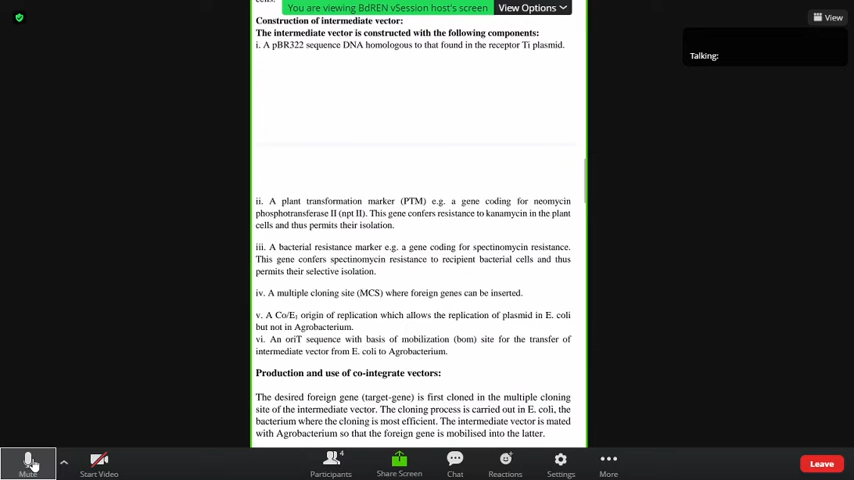 cells.
You are viewing BdREN vSession host's screen
View Options
View
Talking:
Construction of intermediate vector:
The intermediate vector is constructed with the following components:
i. A pBR322 sequence DNA homologous to that found in the receptor Ti plasmid.
ii. A plant transformation marker (PTM) e.g. a gene coding for neomycin
phosphotransferase II (npt II). This gene confers resistance to kanamycin in the plant
cells and thus permits their isolation.
iii. A bacterial resistance marker e.g. a gene coding for spectinomycin resistance.
This gene confers spectinomycin resistance to recipient bacterial cells and thus
permits their selective isolation.
iv. A multiple cloning site (MCS) where foreign genes can be inserted.
v. A Co/E₁ origin of replication which allows the replication of plasmid in E. coli
but not in Agrobacterium.
vi. An oriT sequence with basis of mobilization (bom) site for the transfer of
intermediate vector from E. coli to Agrobacterium.
Production and use of co-integrate vectors:
The desired foreign gene (target-gene) is first cloned in the multiple cloning
site of the intermediate vector. The cloning process is carried out in E. coli, the
bacterium where the cloning is most efficient. The intermediate vector is mated
with Agrobacterium so that the foreign gene is mobilised into the latter.
Mute
Start Video
Participants
4
Share Screen
Chat
Reactions
Settings
More
Leave